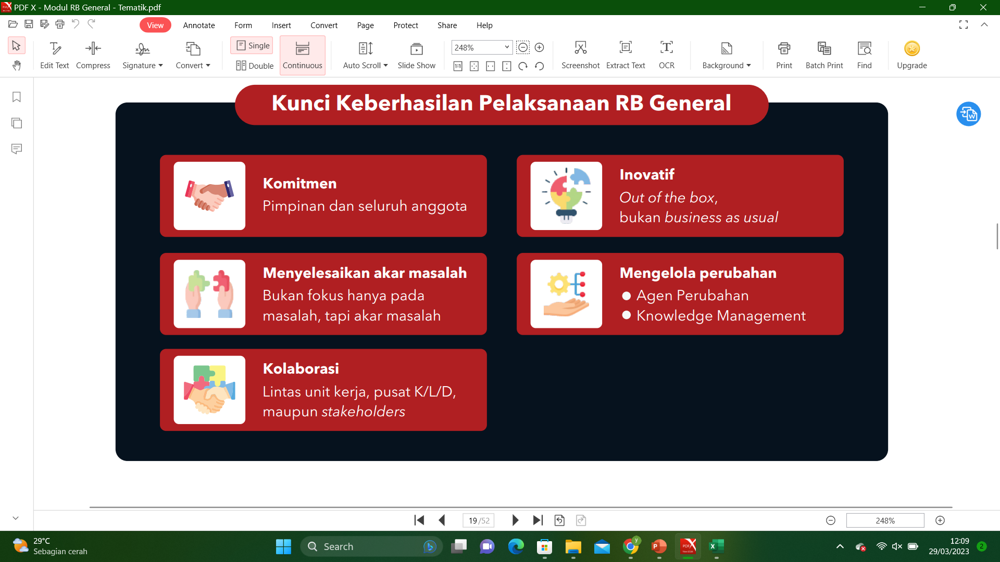 PDF X - Modul RB General - Tematik.pdf
View Annotate Form Insert Convert Page Protect Share Help
Edit Text Compress Signature Convert Single Double Continuous Auto Scroll Slide Show 248% Screenshot Extract Text OCR Background Print Batch Print Find Upgrade
Kunci Keberhasilan Pelaksanaan RB General
Komitmen
Pimpinan dan seluruh anggota
Inovatif
Out of the box,
bukan business as usual
Menyelesaikan akar masalah
Bukan fokus hanya pada
masalah, tapi akar masalah
Mengelola perubahan
● Agen Perubahan
● Knowledge Management
Kolaborasi
Lintas unit kerja, pusat K/L/D,
maupun stakeholders
19/52
248%
29°C
Sebagian cerah
Search
12:09
29/03/2023
2